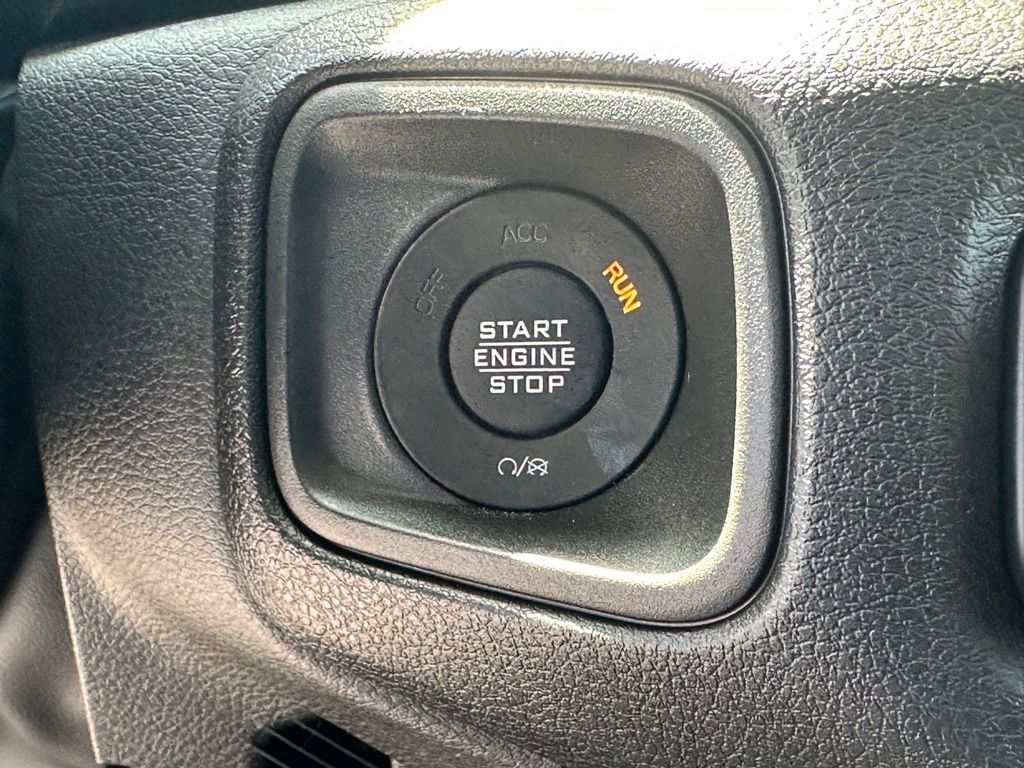 ACC
OFF
RUN
START
ENGINE
STOP